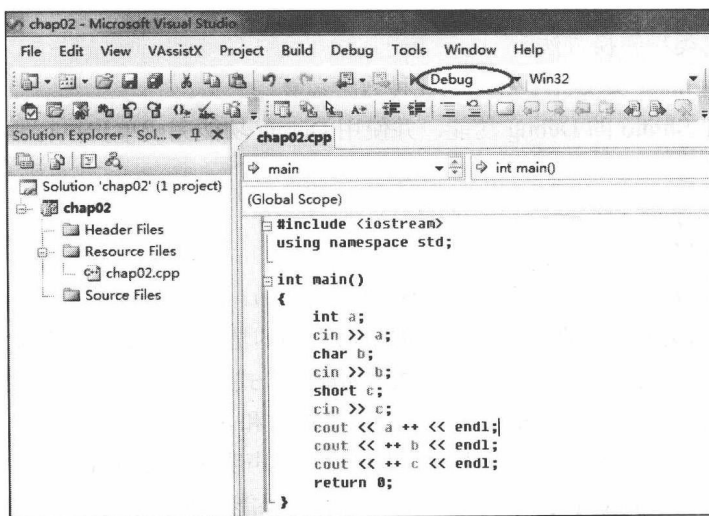 chap02 - Microsoft Visual Studio
File Edit View VAssistX Project Build Debug Tools Window Help
Debug Win32
Solution Explorer - Sol...
chap02.cpp
main int main()
(Global Scope)
Solution 'chap02' (1 project)
chap02
Header Files
Resource Files
chap02.cpp
Source Files
#include <iostream>
using namespace std;
int main()
{
int a;
cin >> a;
char b;
cin >> b;
short c;
cin >> c;
cout << a ++ << endl;
cout << ++ b << endl;
cout << ++ c << endl;
return 0;
}